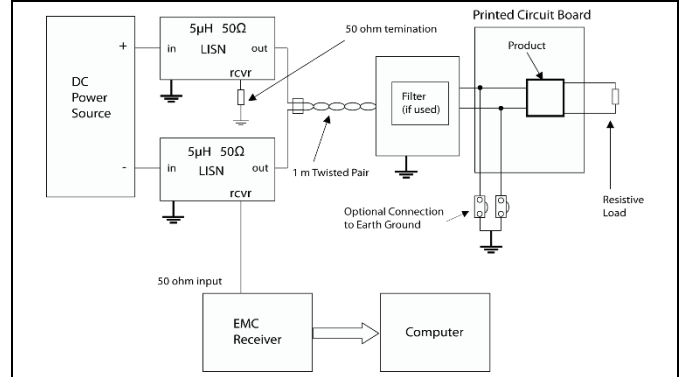 Printed Circuit Board
5μH 50Ω
in
out
LISN
rcvr
50 ohm temination
Product
+
DC
Power
Source
-
Filter
(if used)
5μH 50Ω
in
out
LISN
rcvr
1 m Twisted Pair
Optional Connection
to Earth Ground
Resistive
Load
50 ohm input
EMC
Receiver
Computer